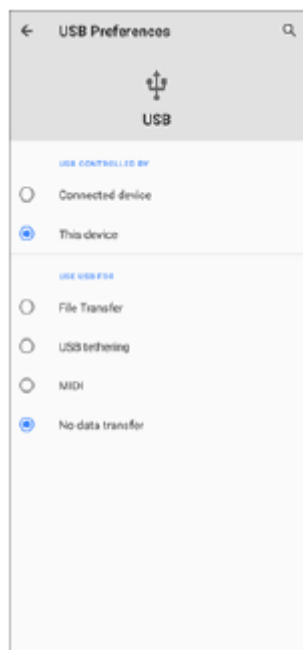 USB Preferences
USB
USB CONTROLLED BY
Connected device
This device
USE USB FOR
File Transfer
USB tethering
MIDI
No data transfer